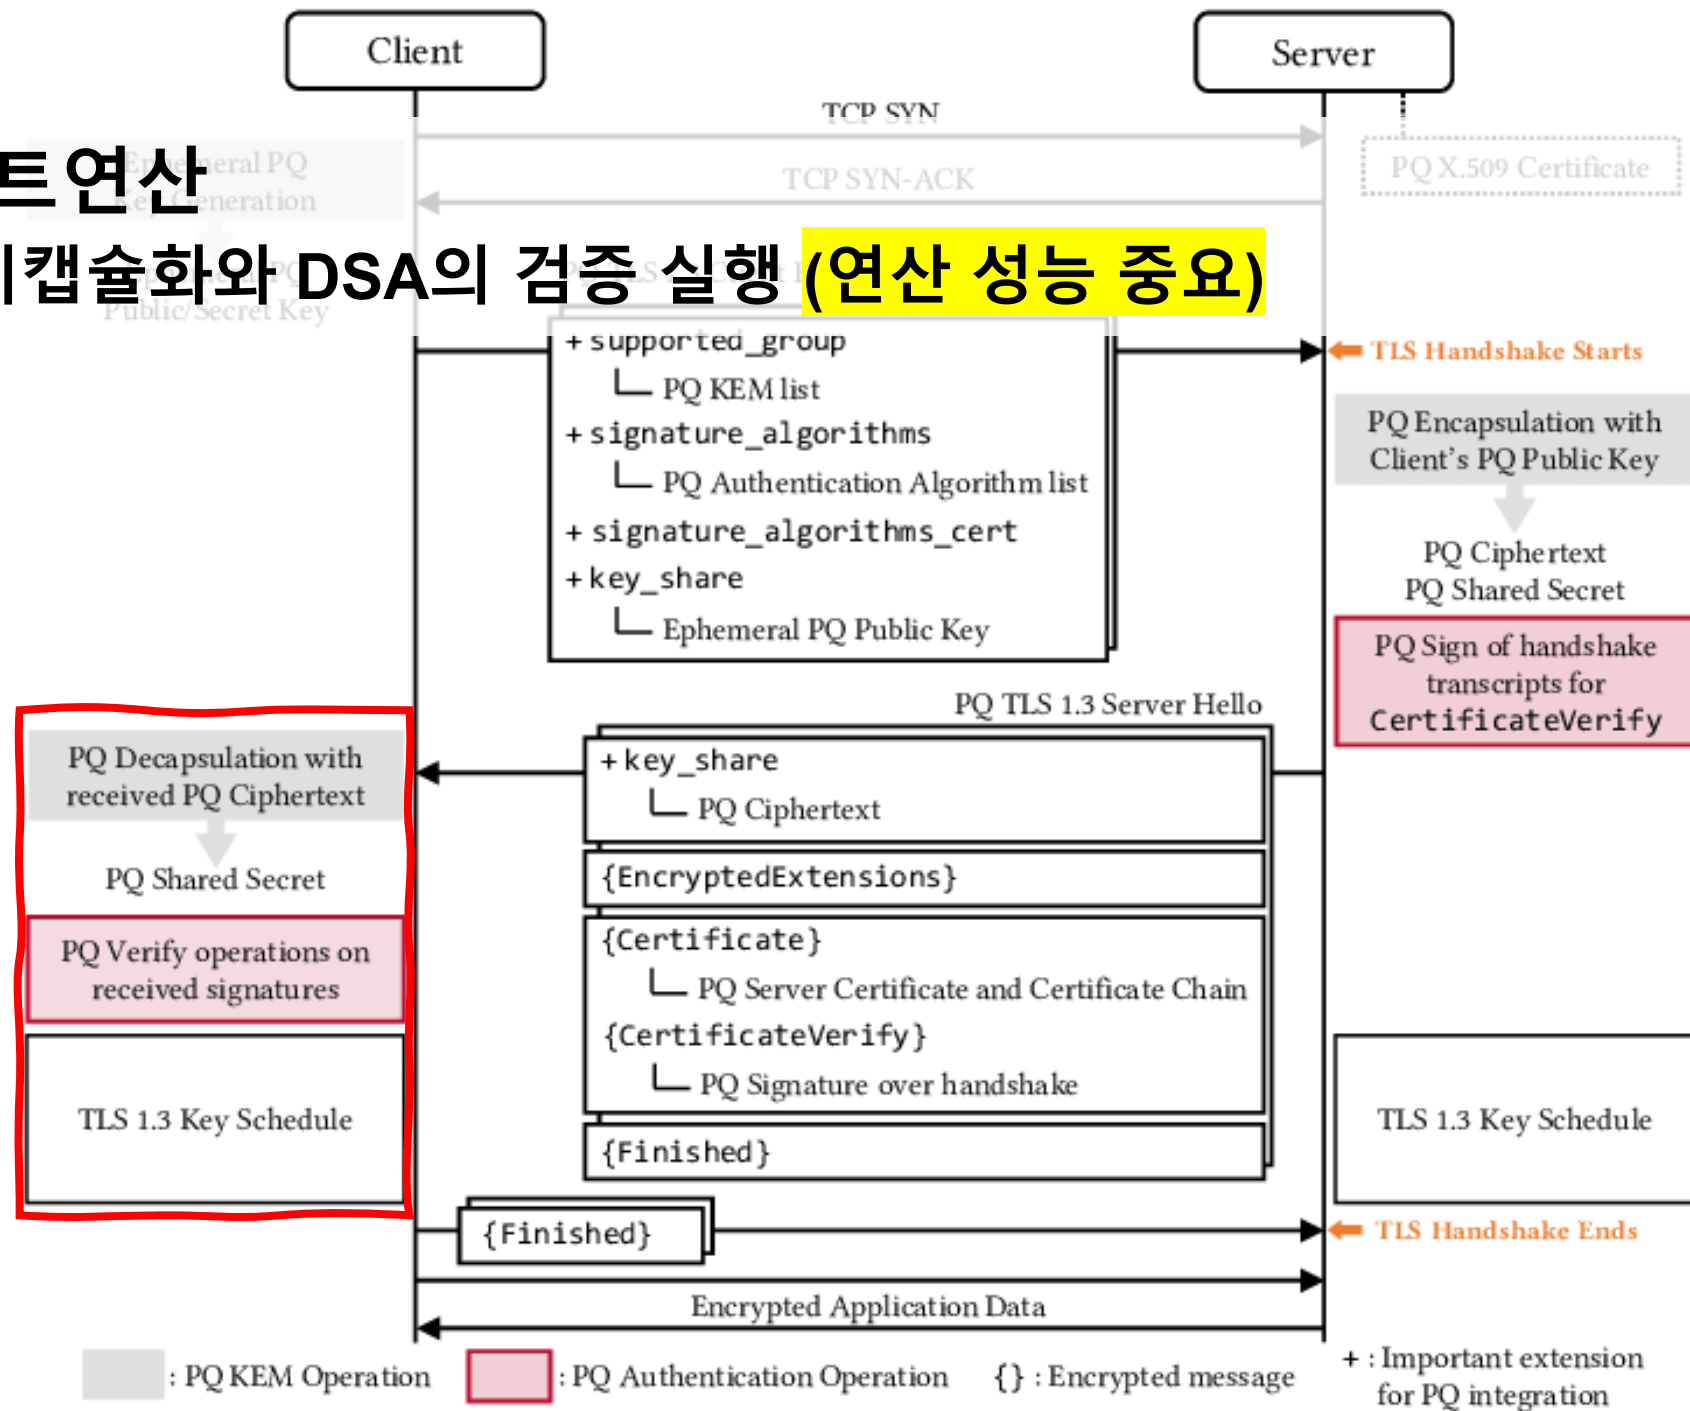 Client
Server
TCP SYN
PQ X.509 Certificate
TCP SYN-ACK
Ephemeral PQ
Key Generation
트연산
캡슐화와 DSA의 검증 실행 (연산 성능 중요)
Public/Secret Key
+ supported_group
PQ KEM list
+ signature_algorithms
PQ Authentication Algorithm list
+ signature_algorithms_cert
+ key_share
Ephemeral PQ Public Key
TLS Handshake Starts
PQ Encapsulation with
Client's PQ Public Key
PQ Ciphertext
PQ Shared Secret
PQ Sign of handshake
transcripts for
CertificateVerify
PQ TLS 1.3 Server Hello
+ key_share
PQ Ciphertext
{EncryptedExtensions}
{Certificate}
PQ Server Certificate and Certificate Chain
{CertificateVerify}
PQ Signature over handshake
{Finished}
PQ Decapsulation with
received PQ Ciphertext
PQ Shared Secret
PQ Verify operations on
received signatures
TLS 1.3 Key Schedule
TLS 1.3 Key Schedule
{Finished}
TLS Handshake Ends
Encrypted Application Data
: PQ KEM Operation
: PQ Authentication Operation
{} : Encrypted message
+ : Important extension
for PQ integration